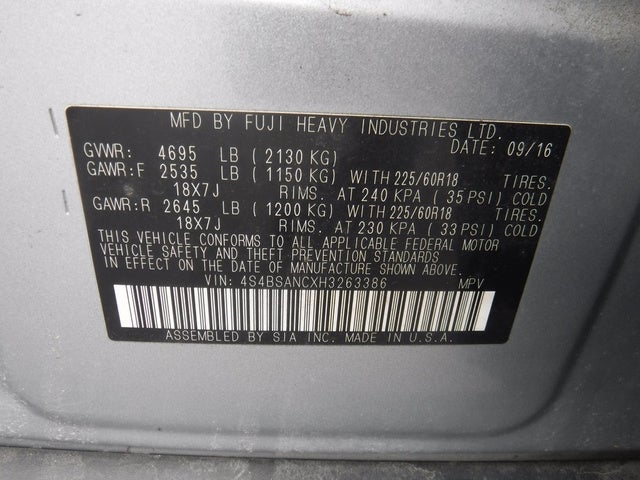 MFD BY FUJI HEAVY INDUSTRIES LTD.
DATE: 09/16
GVWR: 4695 LB (2130 KG)
GAWR:F 2535 LB (1150 KG) WITH 225/60R18 TIRES.
18X7J RIMS. AT 240 KPA (35 PSI) COLD
GAWR:R 2645 LB (1200 KG) WITH 225/60R18 TIRES.
18X7J RIMS. AT 230 KPA (33 PSI) COLD
THIS VEHICLE CONFORMS TO ALL APPLICABLE FEDERAL MOTOR
VEHICLE SAFETY AND THEFT PREVENTION STANDARDS
IN EFFECT ON THE DATE OF MANUFACTURE SHOWN ABOVE.
VIN: 4S4BSANCXH3263386 MPV
ASSEMBLED BY SIA INC. MADE IN U.S.A.